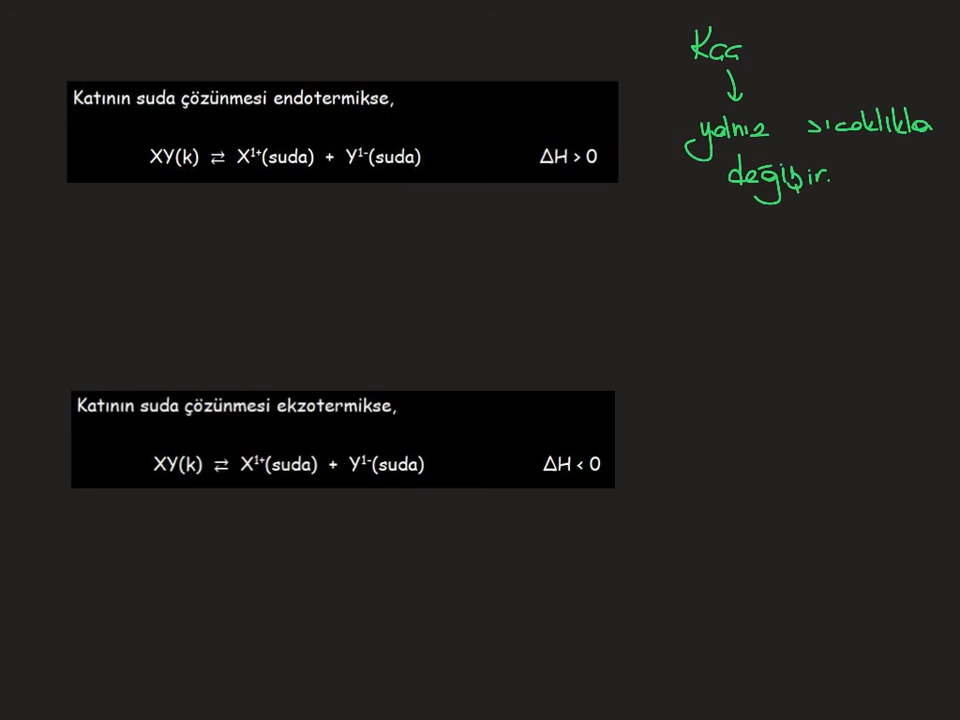 Kçç
↓
yalnız sıcaklıkla
değişir.
Katının suda çözünmesi endotermikse,
XY(k) ⇄ X¹⁺(suda) + Y¹⁻(suda) ΔH > 0
Katının suda çözünmesi ekzotermikse,
XY(k) ⇄ X¹⁺(suda) + Y¹⁻(suda) ΔH < 0